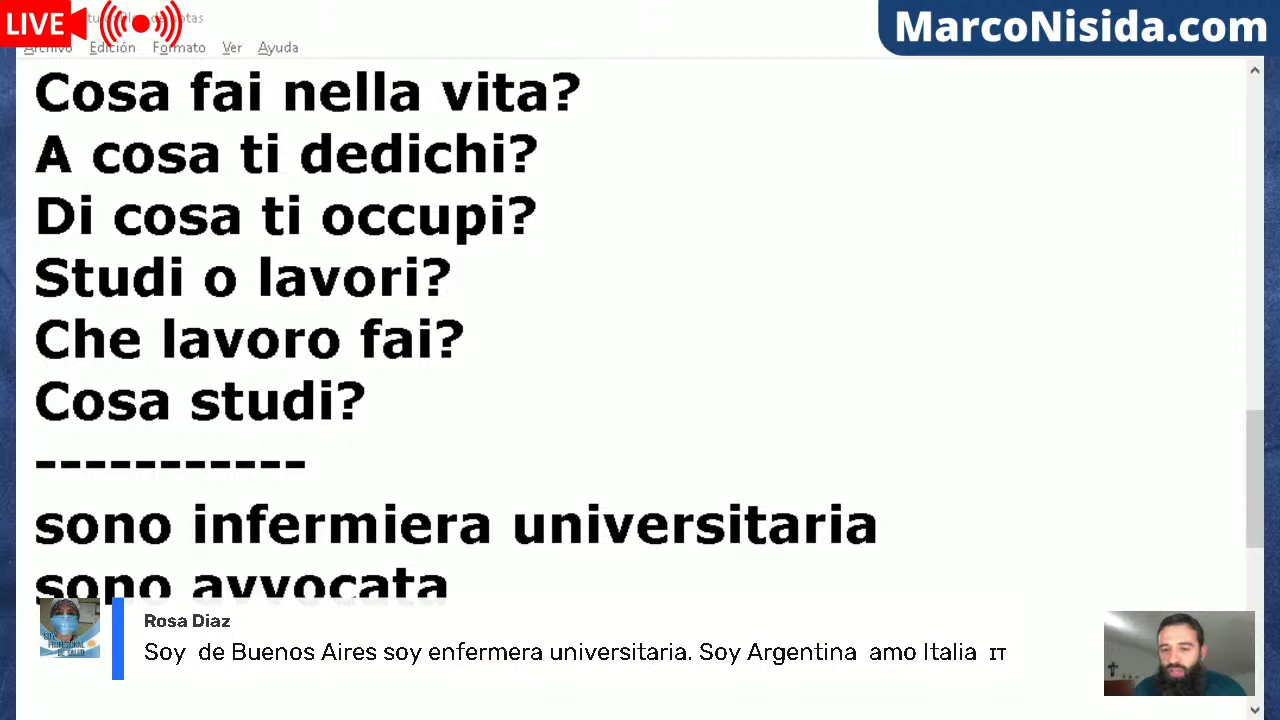 LIVE
MarcoNisida.com
Archivo Edición Formato Ver Ayuda
Cosa fai nella vita?
A cosa ti dedichi?
Di cosa ti occupi?
Studi o lavori?
Che lavoro fai?
Cosa studi?
-----------
sono infermiera universitaria
sono avvocata
Rosa Diaz
Soy de Buenos Aires soy enfermera universitaria. Soy Argentina amo Italia IT